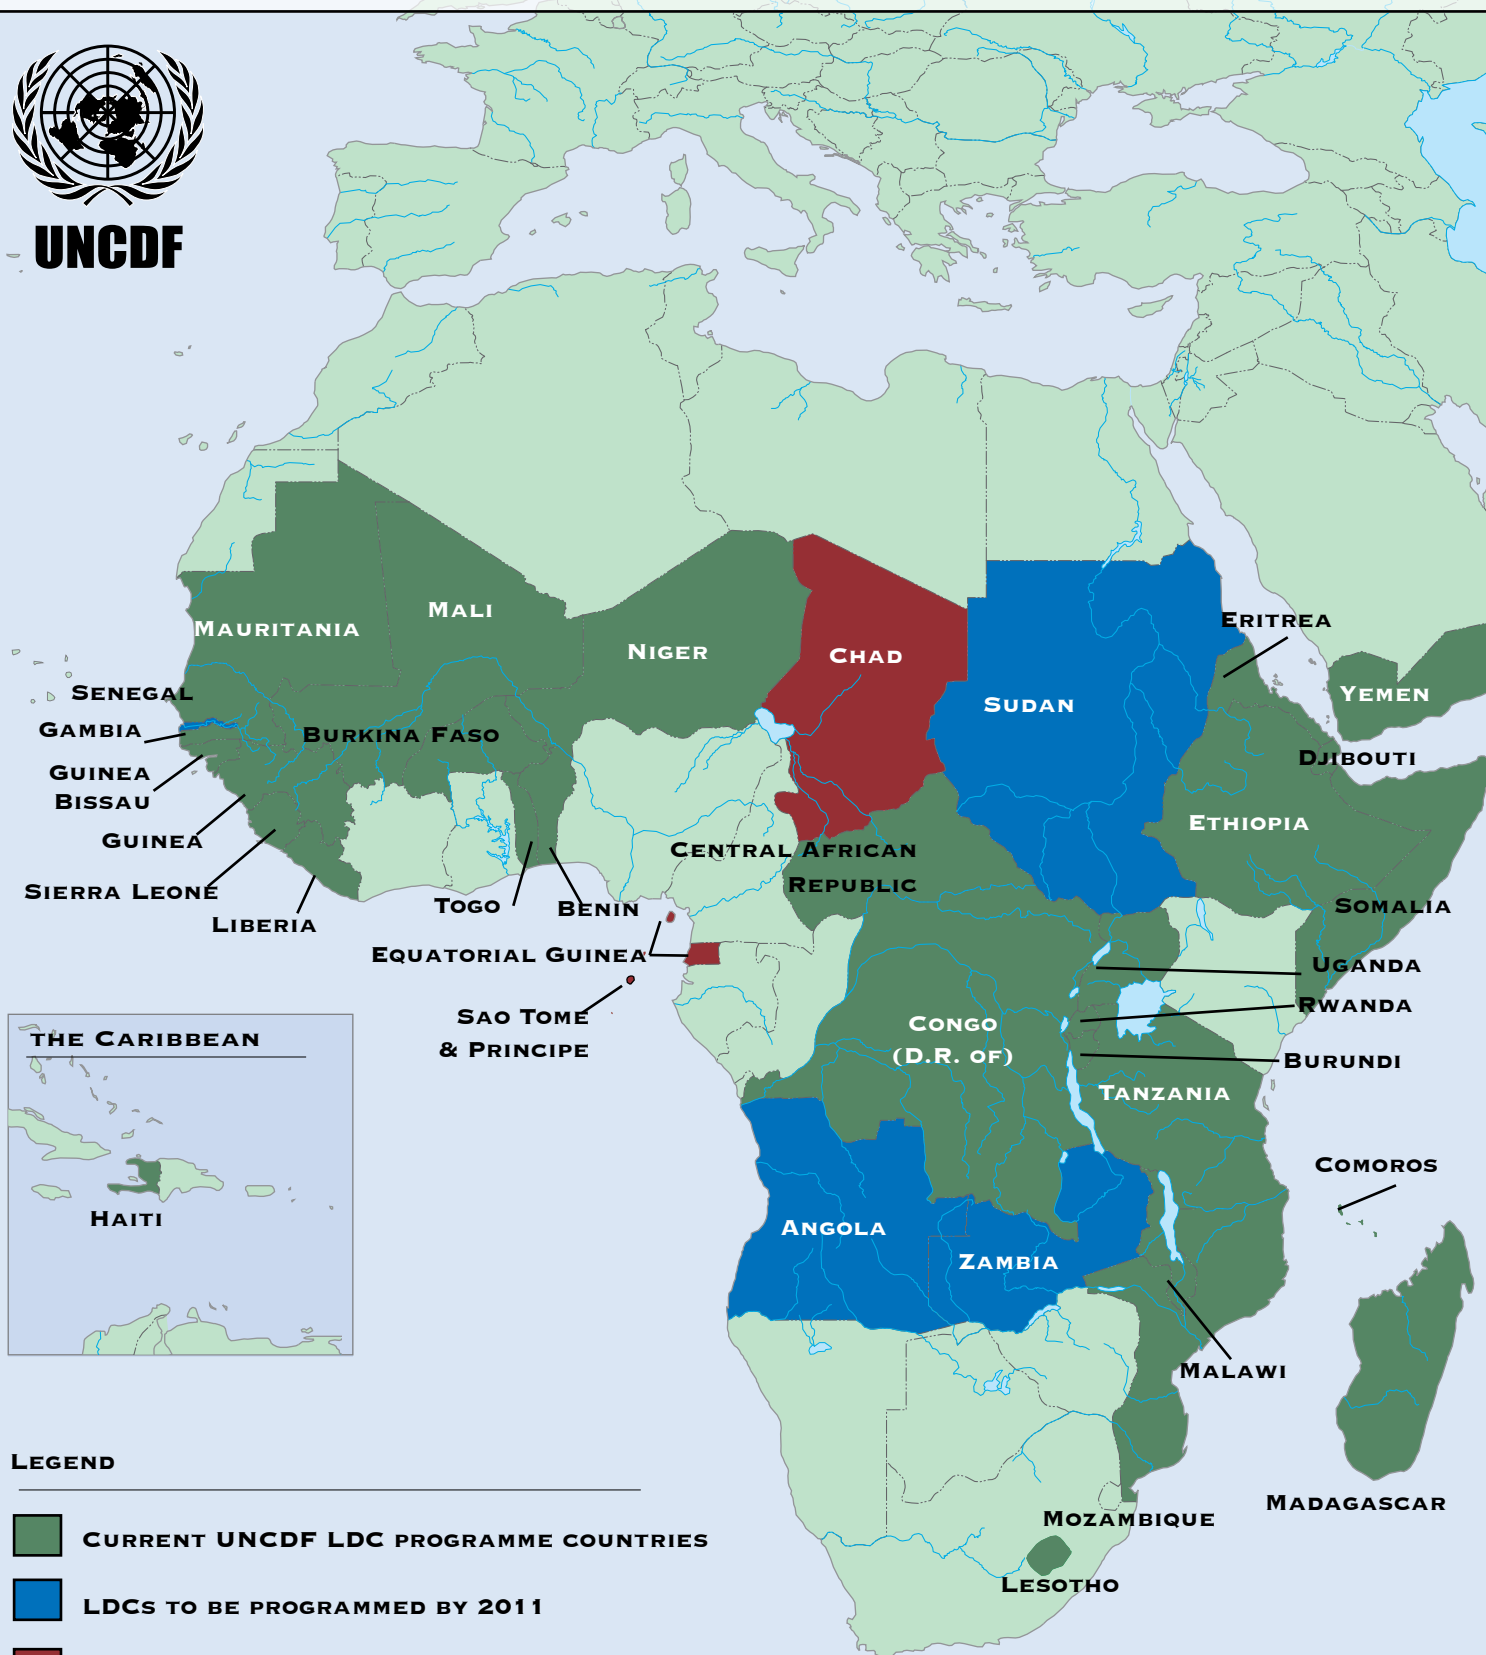 UNCDF
Mauritania
Mali
Niger
Chad
Sudan
Eritrea
Yemen
Senegal
Gambia
Burkina Faso
Djibouti
Guinea
Bissau
Guinea
Ethiopia
Central African
Republic
Sierra Leone
Liberia
Togo
Benin
Somalia
Equatorial Guinea
Uganda
Rwanda
Sao Tome
& Principe
Congo
(D.R. of)
Burundi
Tanzania
the Caribbean
Haiti
Comoros
Angola
Zambia
Malawi
Madagascar
Mozambique
Lesotho
Legend
Current UNCDF LDC programme countries
LDCs to be programmed by 2011